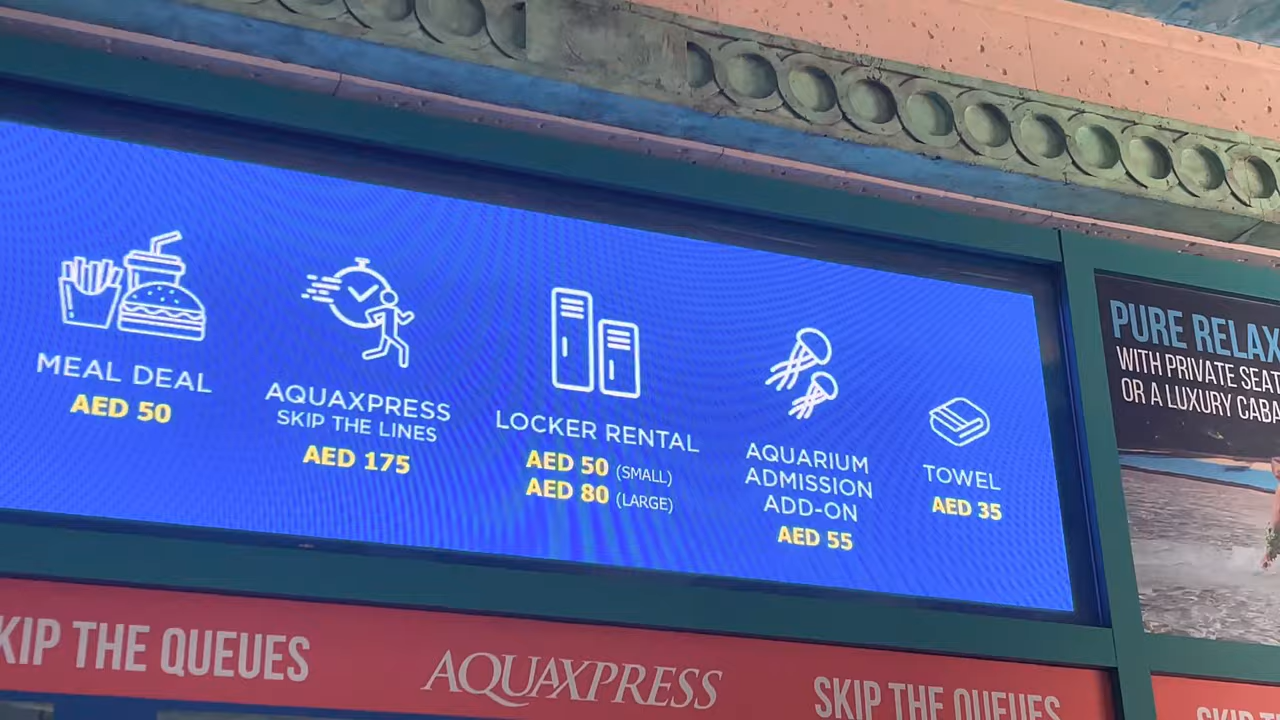 MEAL DEAL
AED 50
AQUAXPRESS
SKIP THE LINES
AED 175
LOCKER RENTAL
AED 50 (SMALL)
AED 80 (LARGE)
AQUARIUM
ADMISSION
ADD-ON
AED 55
TOWEL
AED 35
PURE RELAX
WITH PRIVATE SEAT
OR A LUXURY CABA
KIP THE QUEUES
AQUAXPRESS
SKIP THE QUEUES
SKIP T